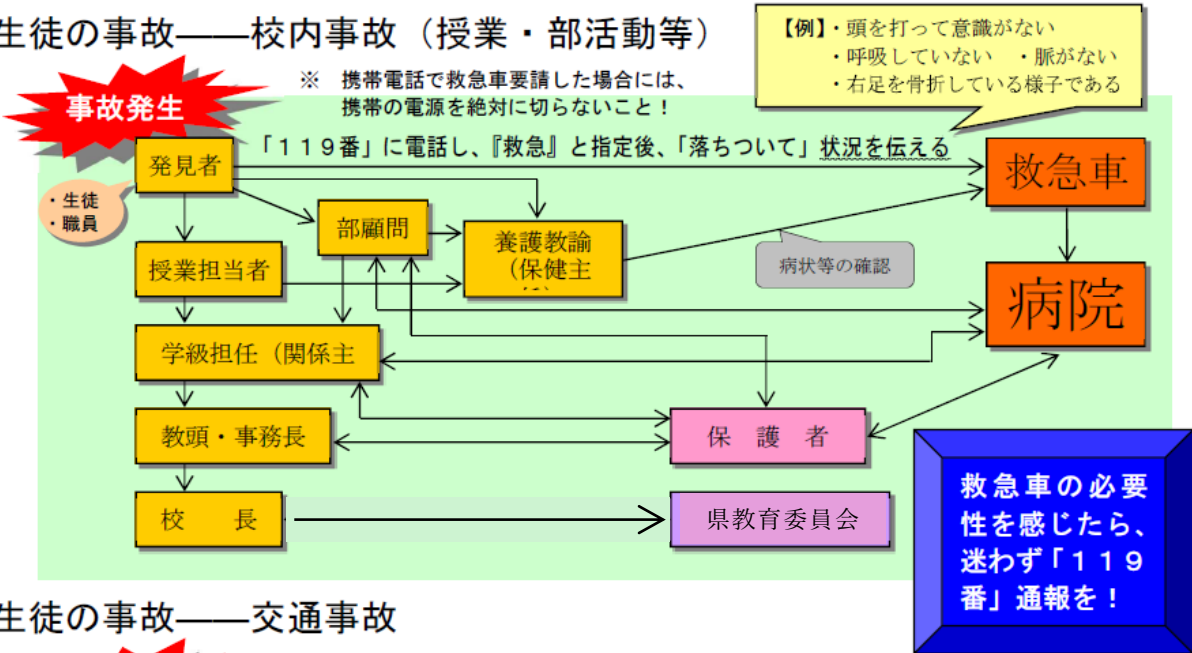 生徒の事故――校内事故（授業・部活動等）
【例】・頭を打って意識がない
・呼吸していない　・脈がない
・右足を骨折している様子である
※　携帯電話で救急車要請した場合には、
携帯の電源を絶対に切らないこと！
事故発生
「１１９番」に電話し、『救急』と指定後、「落ちついて」状況を伝える
発見者
救急車
・生徒
・職員
部顧問
養護教諭
（保健主
授業担当者
病状等の確認
病院
学級担任（関係主
教頭・事務長
保　護　者
校　　長
県教育委員会
救急車の必要
性を感じたら、
迷わず「１１９
番」通報を！
生徒の事故――交通事故